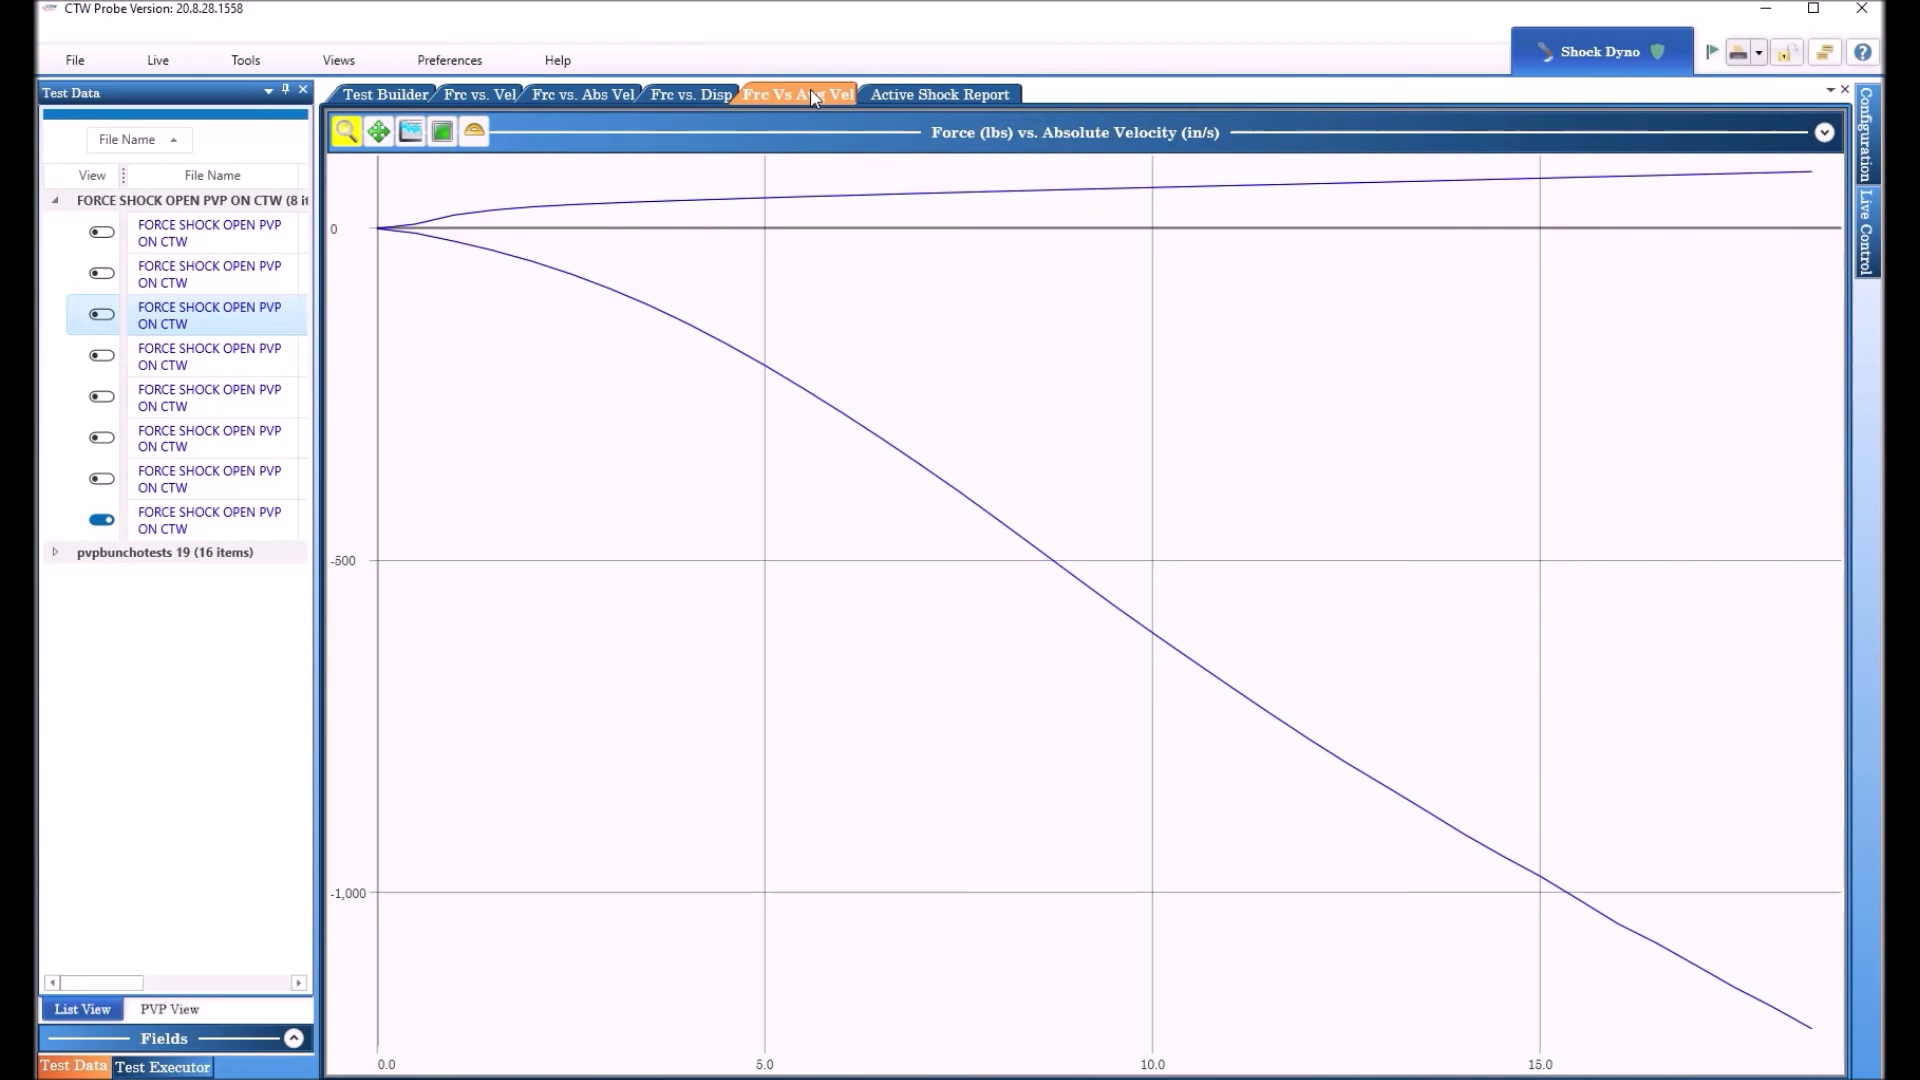 CTW Probe Version: 20.8.28.1558
File Live Tools Views Preferences Help
Shock Dyno
Test Data
Test Builder Frc vs. Vel Frc vs. Abs Vel Frc vs. Disp Frc Vs Avg Vel Active Shock Report
Force (lbs) vs. Absolute Velocity (in/s)
File Name
View File Name
FORCE SHOCK OPEN PVP ON CTW (8 it
FORCE SHOCK OPEN PVP
ON CTW
FORCE SHOCK OPEN PVP
ON CTW
FORCE SHOCK OPEN PVP
ON CTW
FORCE SHOCK OPEN PVP
ON CTW
FORCE SHOCK OPEN PVP
ON CTW
FORCE SHOCK OPEN PVP
ON CTW
FORCE SHOCK OPEN PVP
ON CTW
FORCE SHOCK OPEN PVP
ON CTW
pvpbunchotests 19 (16 items)
List View PVP View
Fields
Test Data Test Executor
0
-500
-1,000
0.0 5.0 10.0 15.0
Configuration
Live Control